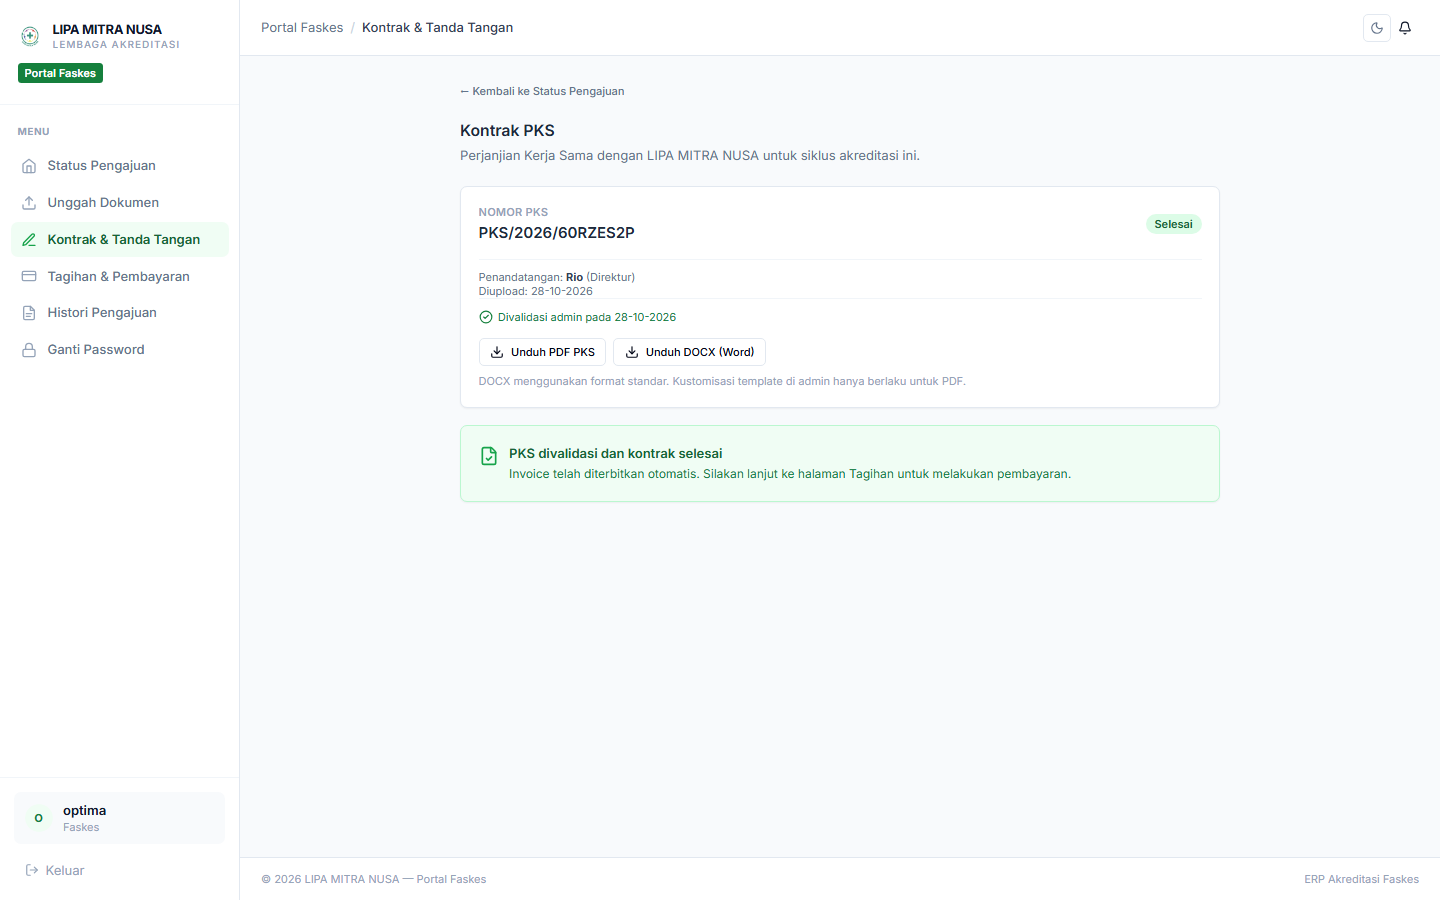 LIPA MITRA NUSA
LEMBAGA AKREDITASI
Portal Faskes
MENU
Status Pengajuan
Unggah Dokumen
Kontrak & Tanda Tangan
Tagihan & Pembayaran
Histori Pengajuan
Ganti Password
O
optima
Faskes
Keluar
Portal Faskes / Kontrak & Tanda Tangan
← Kembali ke Status Pengajuan
Kontrak PKS
Perjanjian Kerja Sama dengan LIPA MITRA NUSA untuk siklus akreditasi ini.
NOMOR PKS
PKS/2026/60RZES2P
Selesai
Penandatangan: Rio (Direktur)
Diupload: 28-10-2026
Divalidasi admin pada 28-10-2026
Unduh PDF PKS
Unduh DOCX (Word)
DOCX menggunakan format standar. Kustomisasi template di admin hanya berlaku untuk PDF.
PKS divalidasi dan kontrak selesai
Invoice telah diterbitkan otomatis. Silakan lanjut ke halaman Tagihan untuk melakukan pembayaran.
© 2026 LIPA MITRA NUSA — Portal Faskes
ERP Akreditasi Faskes